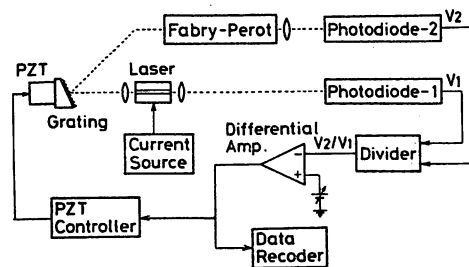 Fabry-Perot
Photodiode-2
V2
PZT
Laser
V1
Photodiode-1
Grating
Current
Source
Differential
Amp.
V2/V1
Divider
-
+
PZT
Controller
Data
Recoder